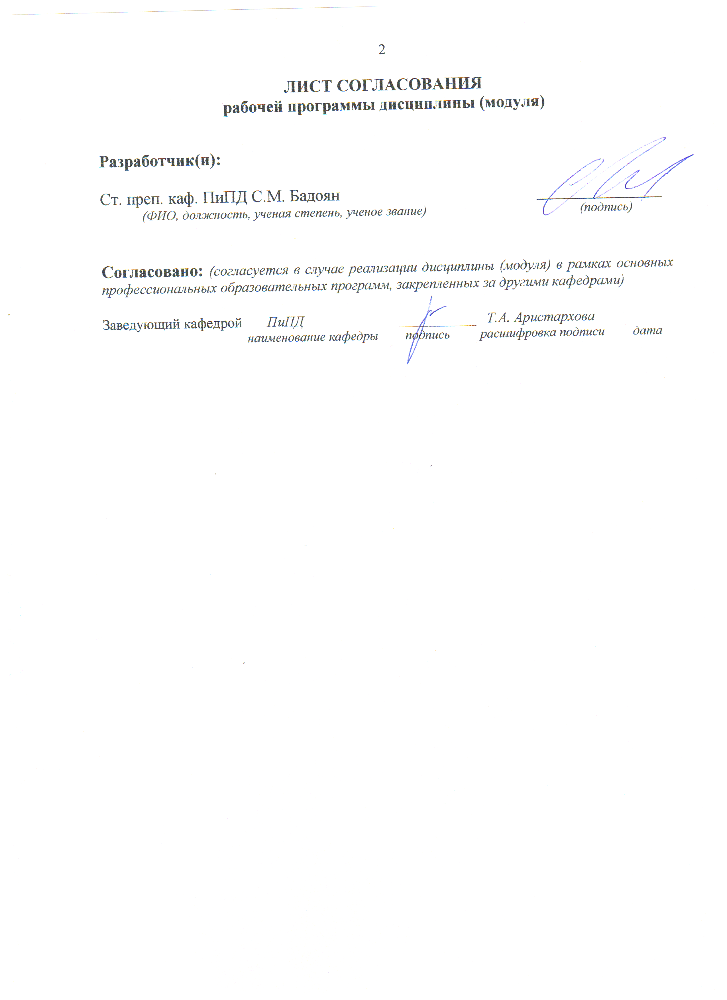 2
ЛИСТ СОГЛАСОВАНИЯ
рабочей программы дисциплины (модуля)
Разработчик(и):
Ст. преп. каф. ПиПД С.М. Бадоян
(ФИО, должность, ученая степень, ученое звание) (подпись)
Согласовано: (согласуется в случае реализации дисциплины (модуля) в рамках основных
профессиональных образовательных программ, закрепленных за другими кафедрами)
Заведующий кафедрой ПиПД Т.А. Аристархова
наименование кафедры подпись расшифровка подписи дата